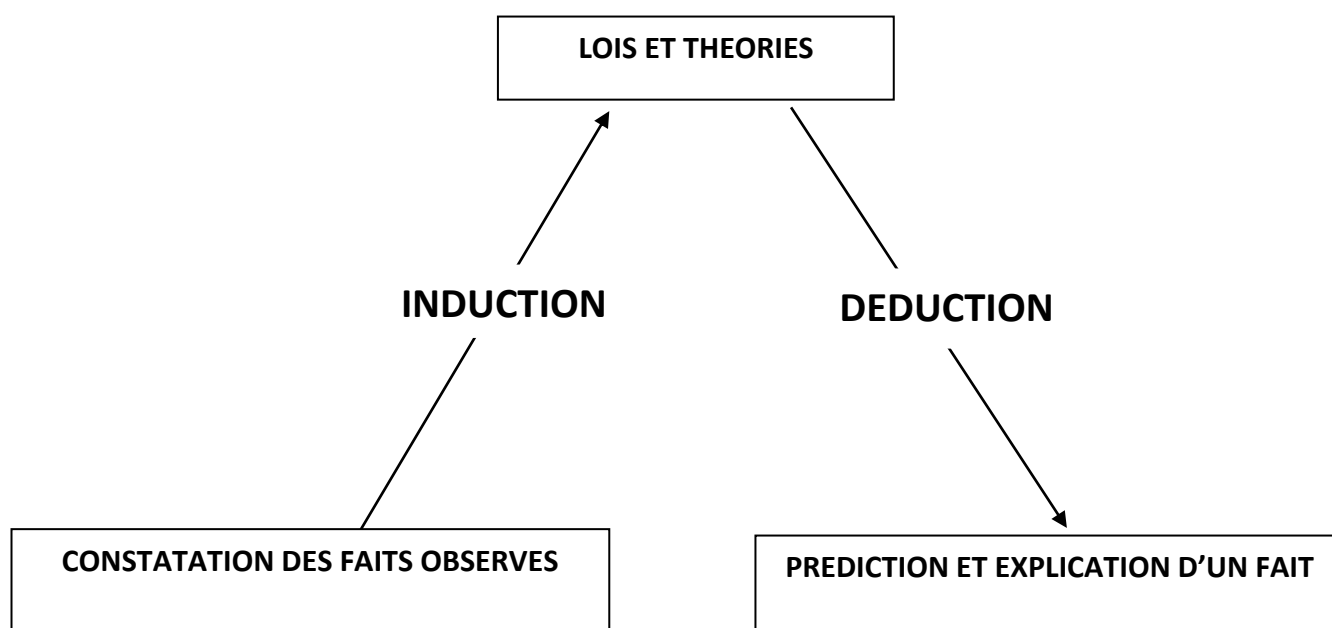 LOIS ET THEORIES
INDUCTION
DEDUCTION
CONSTATATION DES FAITS OBSERVES
PREDICTION ET EXPLICATION D’UN FAIT